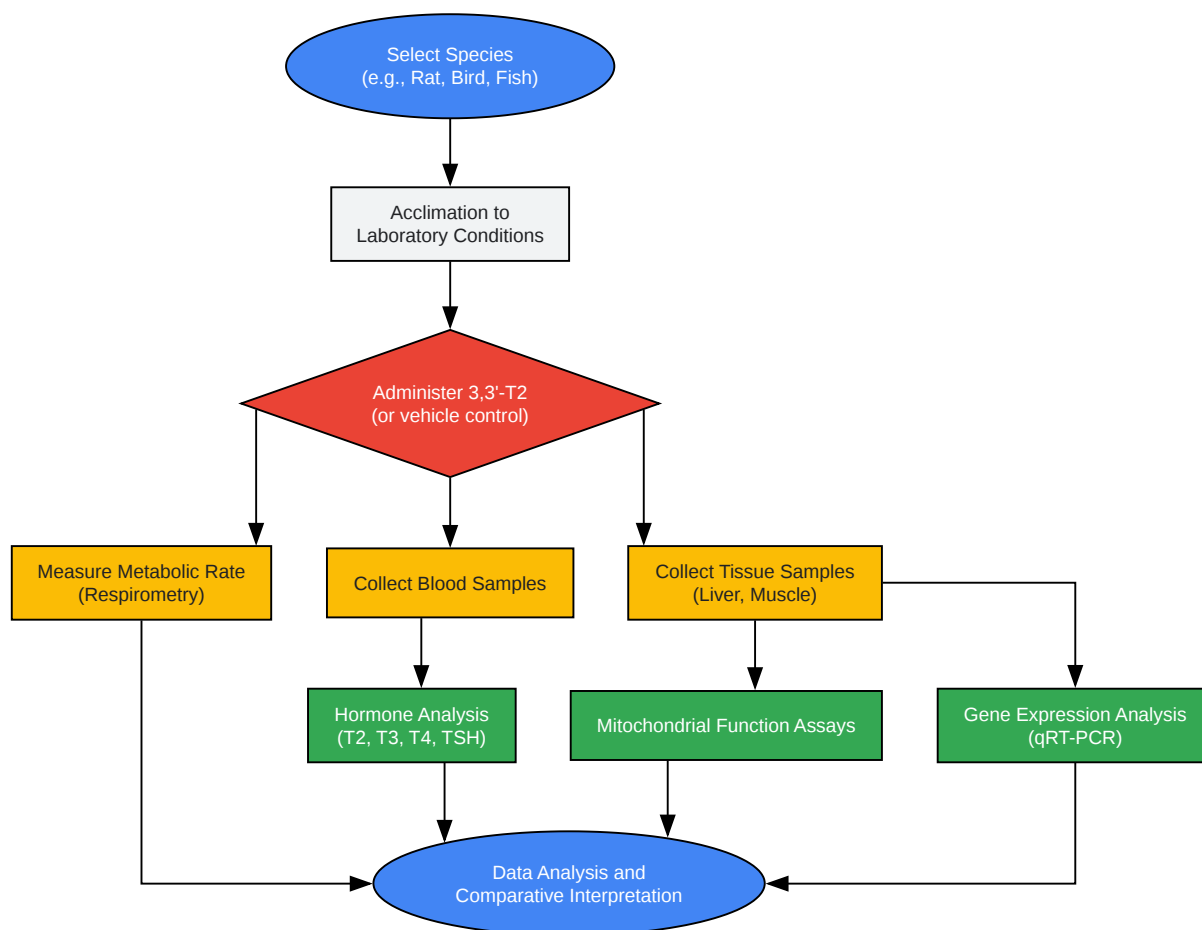 Select Species
(e.g., Rat, Bird, Fish)
Acclimation to
Laboratory Conditions
Administer 3,3'-T2
(or vehicle control)
Measure Metabolic Rate
(Respirometry)
Collect Blood Samples
Collect Tissue Samples
(Liver, Muscle)
Hormone Analysis
(T2, T3, T4, TSH)
Mitochondrial Function Assays
Gene Expression Analysis
(qRT-PCR)
Data Analysis and
Comparative Interpretation